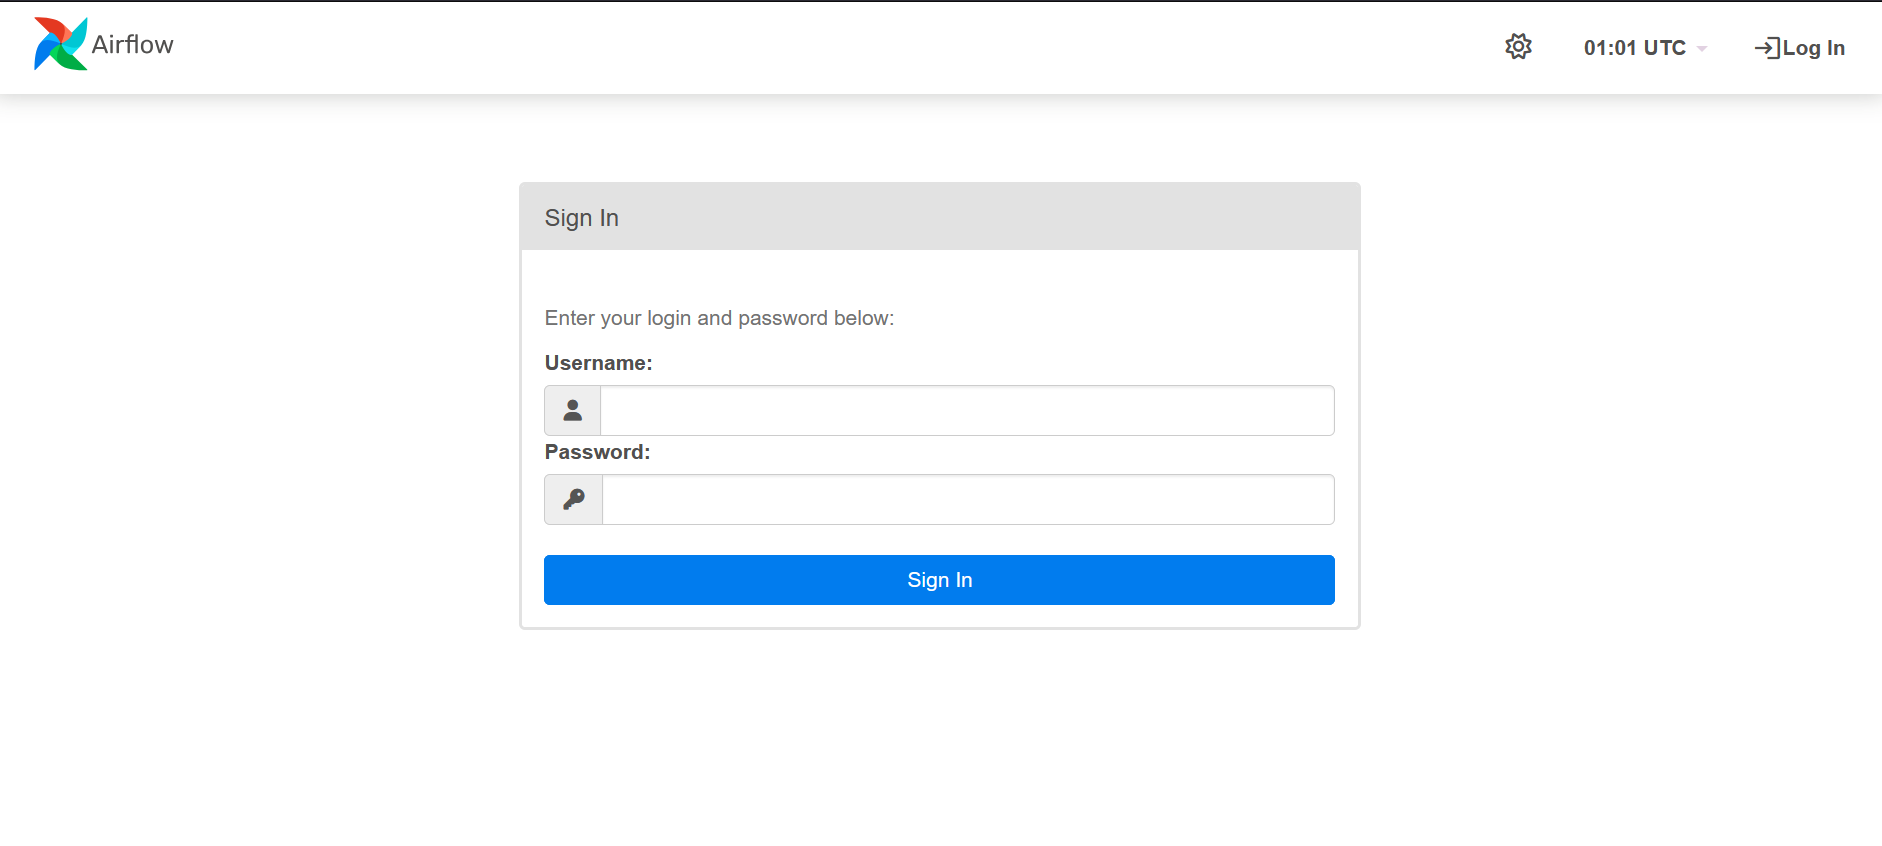 Airflow
01:01 UTC
Log In
Sign In
Enter your login and password below:
Username:
Password:
Sign In